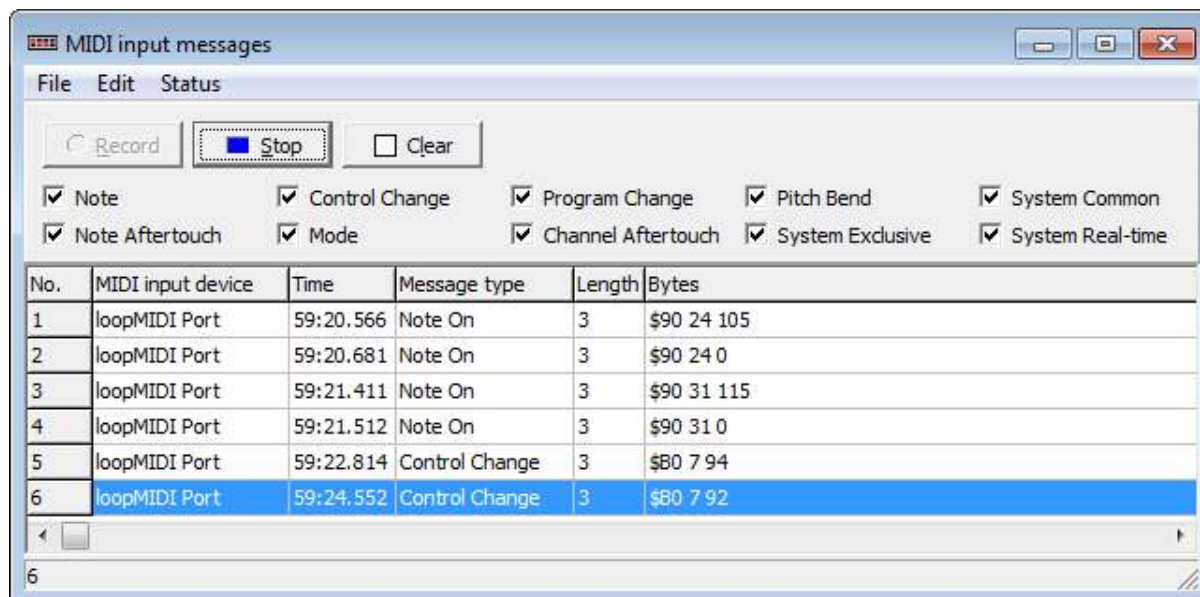 MIDI input messages
File Edit Status
Record Stop Clear
Note Control Change Program Change Pitch Bend System Common
Note Aftertouch Mode Channel Aftertouch System Exclusive System Real-time
No. MIDI input device Time Message type Length Bytes
1 loopMIDI Port 59:20.566 Note On 3 $90 24 105
2 loopMIDI Port 59:20.681 Note On 3 $90 24 0
3 loopMIDI Port 59:21.411 Note On 3 $90 31 115
4 loopMIDI Port 59:21.512 Note On 3 $90 31 0
5 loopMIDI Port 59:22.814 Control Change 3 $B0 7 94
6 loopMIDI Port 59:24.552 Control Change 3 $B0 7 92
6